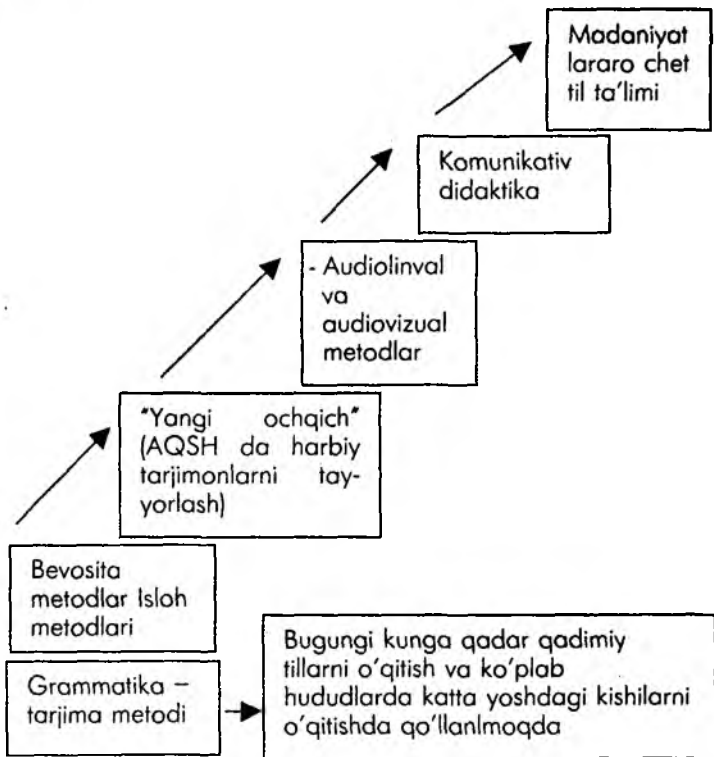 Madaniyat
lararo chet
til ta'limi
Komunikativ
didaktika
- Audiolinval
va
audiovizual
metodlar
"Yangi ochqich"
(AQSH da harbiy
tarjimonlarni tay-
yorlash)
Bevosita
metodlar Isloh
metodlari
Grammatika –
tarjima metodi
Bugungi kunga qadar qadimiy
tillarni o'qitish va ko'plab
hududlarda katta yoshdagi kishilarni
o'qitishda qo'llanlmoqda